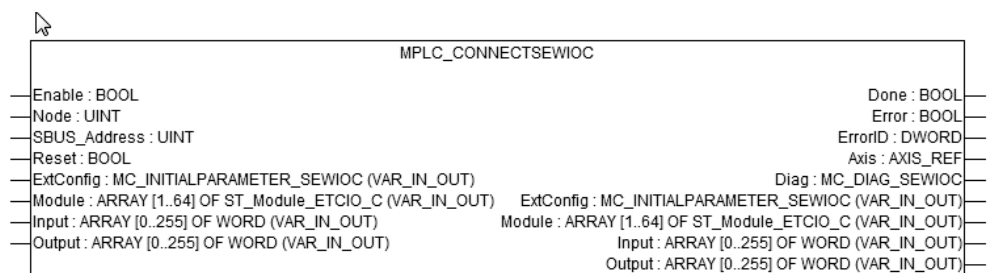 MPLC_CONNECTSEWIOC
Enable : BOOL Done : BOOL
Node : UINT Error : BOOL
SBUS_Address : UINT ErrorID : DWORD
Reset : BOOL Axis : AXIS_REF
ExtConfig : MC_INITIALPARAMETER_SEWIOC (VAR_IN_OUT) Diag : MC_DIAG_SEWIOC
Module : ARRAY [1..64] OF ST_Module_ETCIO_C (VAR_IN_OUT) ExtConfig : MC_INITIALPARAMETER_SEWIOC (VAR_IN_OUT)
Input : ARRAY [0..255] OF WORD (VAR_IN_OUT) Module : ARRAY [1..64] OF ST_Module_ETCIO_C (VAR_IN_OUT)
Output : ARRAY [0..255] OF WORD (VAR_IN_OUT) Input : ARRAY [0..255] OF WORD (VAR_IN_OUT)
Output : ARRAY [0..255] OF WORD (VAR_IN_OUT)